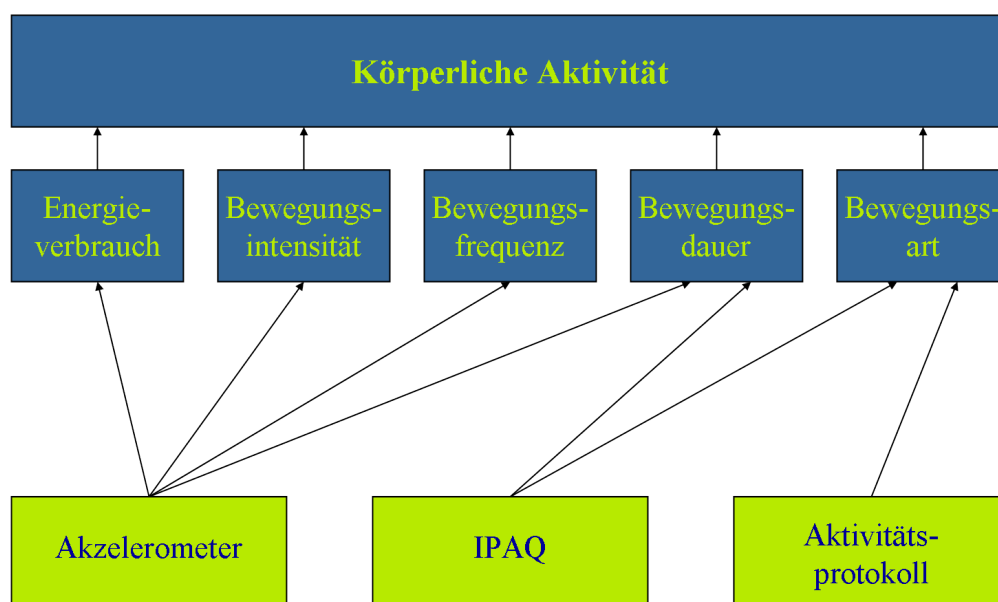 Körperliche Aktivität
Energie-
verbrauch
Bewegungs-
intensität
Bewegungs-
frequenz
Bewegungs-
dauer
Bewegungs-
art
Akzelerometer
IPAQ
Aktivitäts-
protokoll